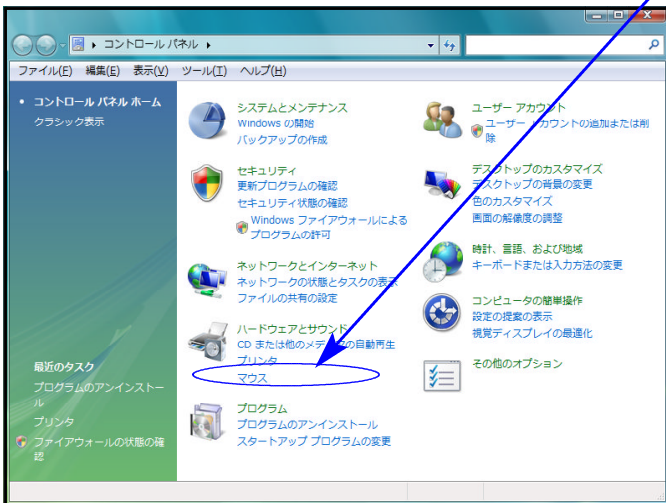 コントロール パネル
ファイル(F) 編集(E) 表示(V) ツール(T) ヘルプ(H)
コントロール パネル ホーム
クラシック表示
システムとメンテナンス
Windows の開始
バックアップの作成
セキュリティ
更新プログラムの確認
セキュリティ状態の確認
Windows ファイアウォールによる
プログラムの許可
ネットワークとインターネット
ネットワークの状態とタスクの表示
ファイルの共有の設定
ハードウェアとサウンド
CD または他のメディアの自動再生
プリンタ
マウス
プログラム
プログラムのアンインストール
スタートアップ プログラムの変更
ユーザー アカウント
ユーザー アカウントの追加または削
除
デスクトップのカスタマイズ
デスクトップの背景の変更
色のカスタマイズ
画面の解像度の調整
時計、言語、および地域
キーボードまたは入力方法の変更
コンピュータの簡単操作
設定の提案の表示
視覚ディスプレイの最適化
その他のオプション
最近のタスク
プログラムのアンインストー
ル
プリンタ
ファイアウォールの状態の確
認